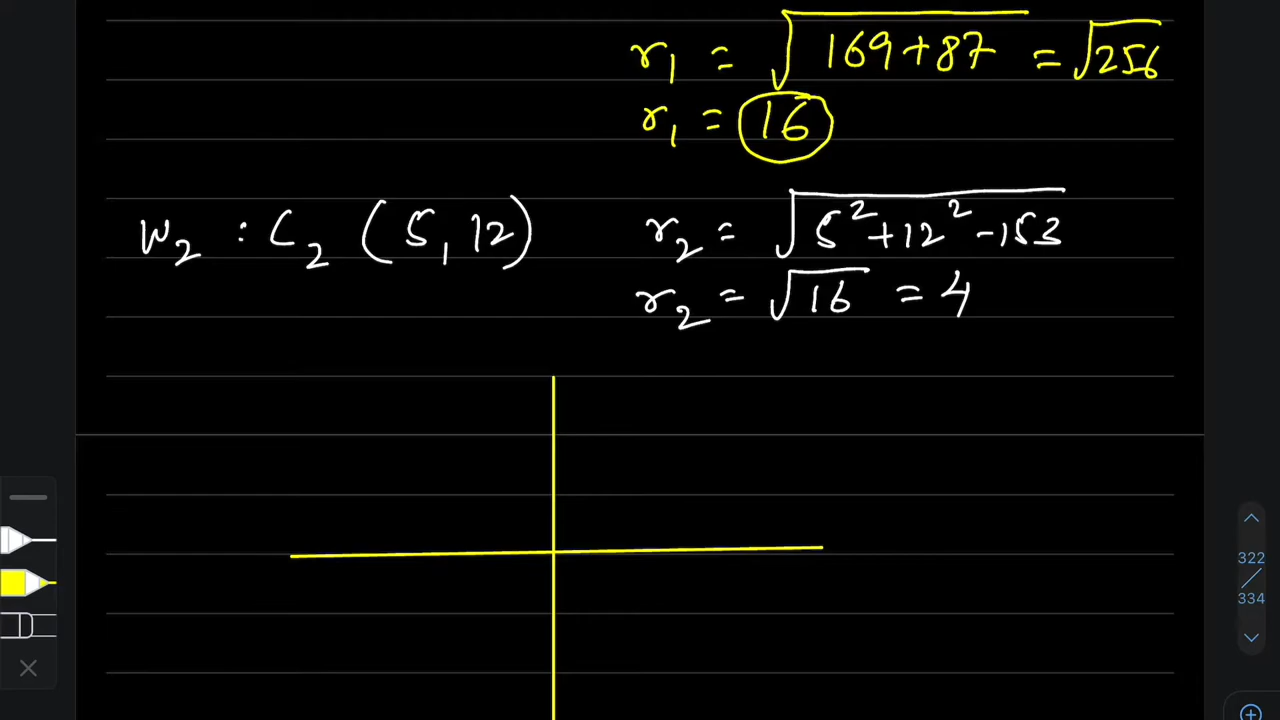 r₁ = √169+87 = √256
r₁ = 16
W₂ : C₂ (5, 12) r₂ = √5²+12²-153
r₂ = √16 = 4
322
334